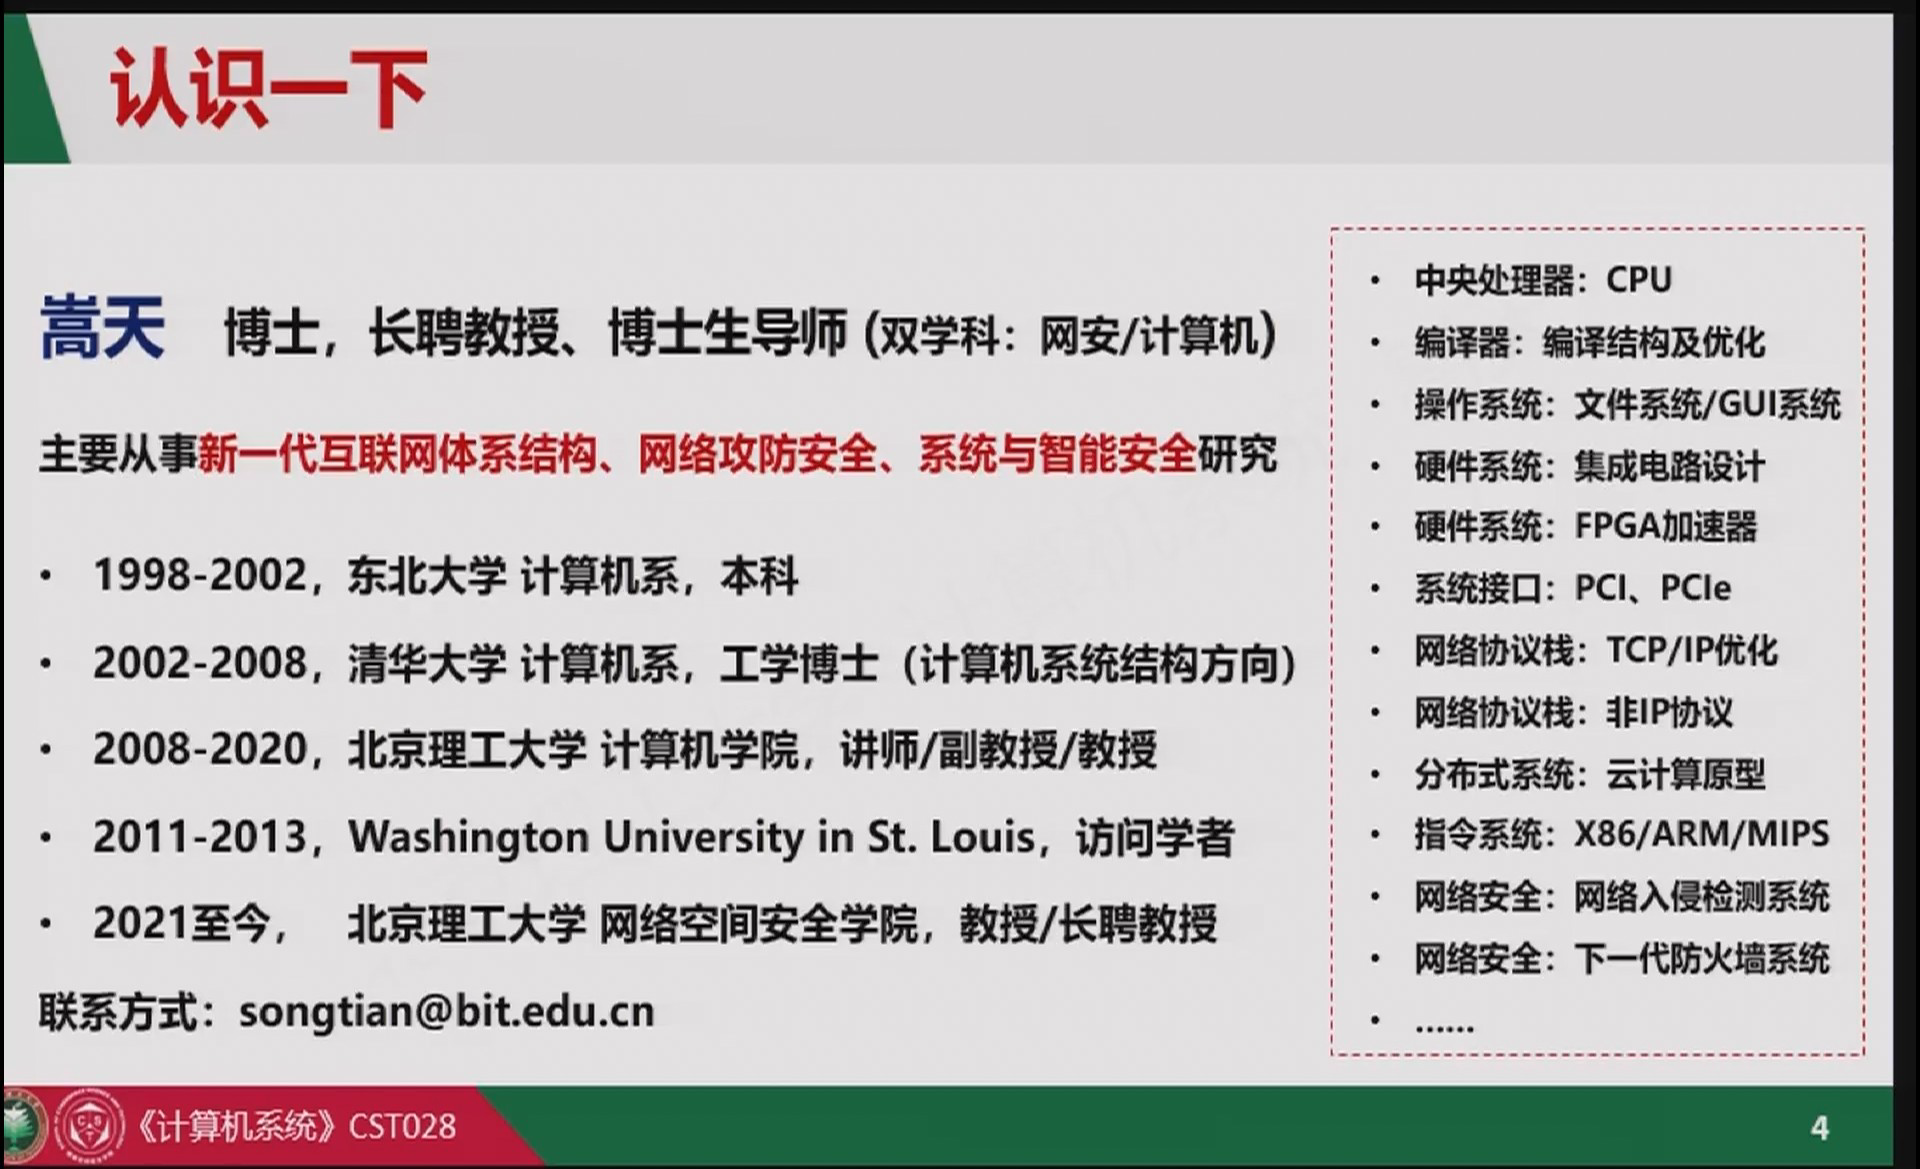 认识一下
嵩天 博士，长聘教授、博士生导师 (双学科：网安/计算机)
主要从事新一代互联网体系结构、网络攻防安全、系统与智能安全研究
• 1998-2002，东北大学 计算机系，本科
• 2002-2008，清华大学 计算机系，工学博士（计算机系统结构方向）
• 2008-2020，北京理工大学 计算机学院，讲师/副教授/教授
• 2011-2013，Washington University in St. Louis，访问学者
• 2021至今， 北京理工大学 网络空间安全学院，教授/长聘教授
联系方式：songtian@bit.edu.cn
• 中央处理器：CPU
• 编译器：编译结构及优化
• 操作系统：文件系统/GUI系统
• 硬件系统：集成电路设计
• 硬件系统：FPGA加速器
• 系统接口：PCI、PCIe
• 网络协议栈：TCP/IP优化
• 网络协议栈：非IP协议
• 分布式系统：云计算原型
• 指令系统：X86/ARM/MIPS
• 网络安全：网络入侵检测系统
• 网络安全：下一代防火墙系统
• ......
《计算机系统》CST028
4